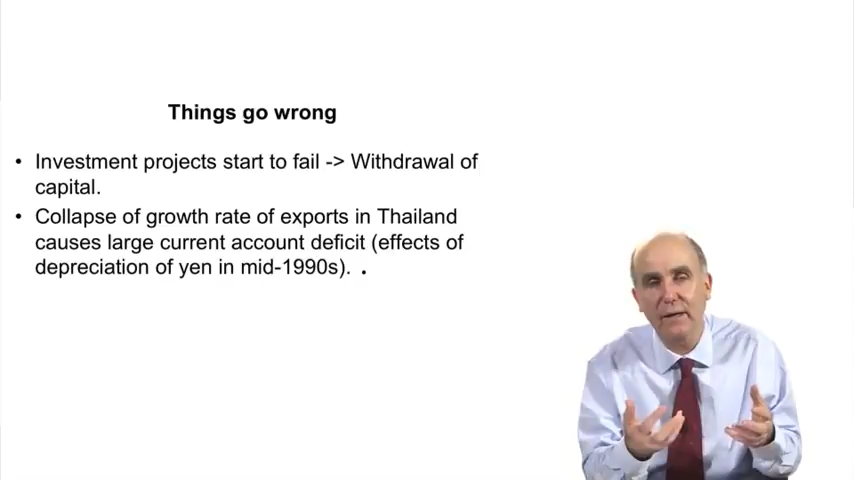 Things go wrong
• Investment projects start to fail -> Withdrawal of
capital.
• Collapse of growth rate of exports in Thailand
causes large current account deficit (effects of
depreciation of yen in mid-1990s). .